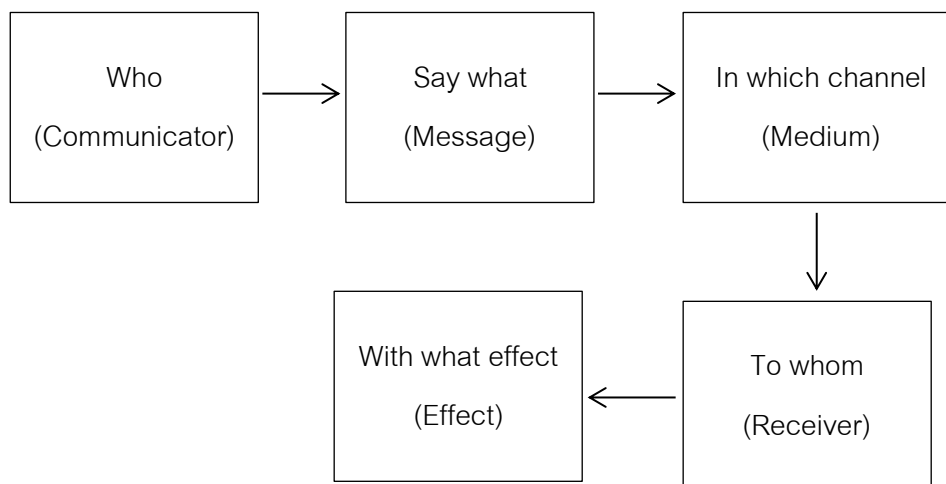 Who
(Communicator)
Say what
(Message)
In which channel
(Medium)
To whom
(Receiver)
With what effect
(Effect)